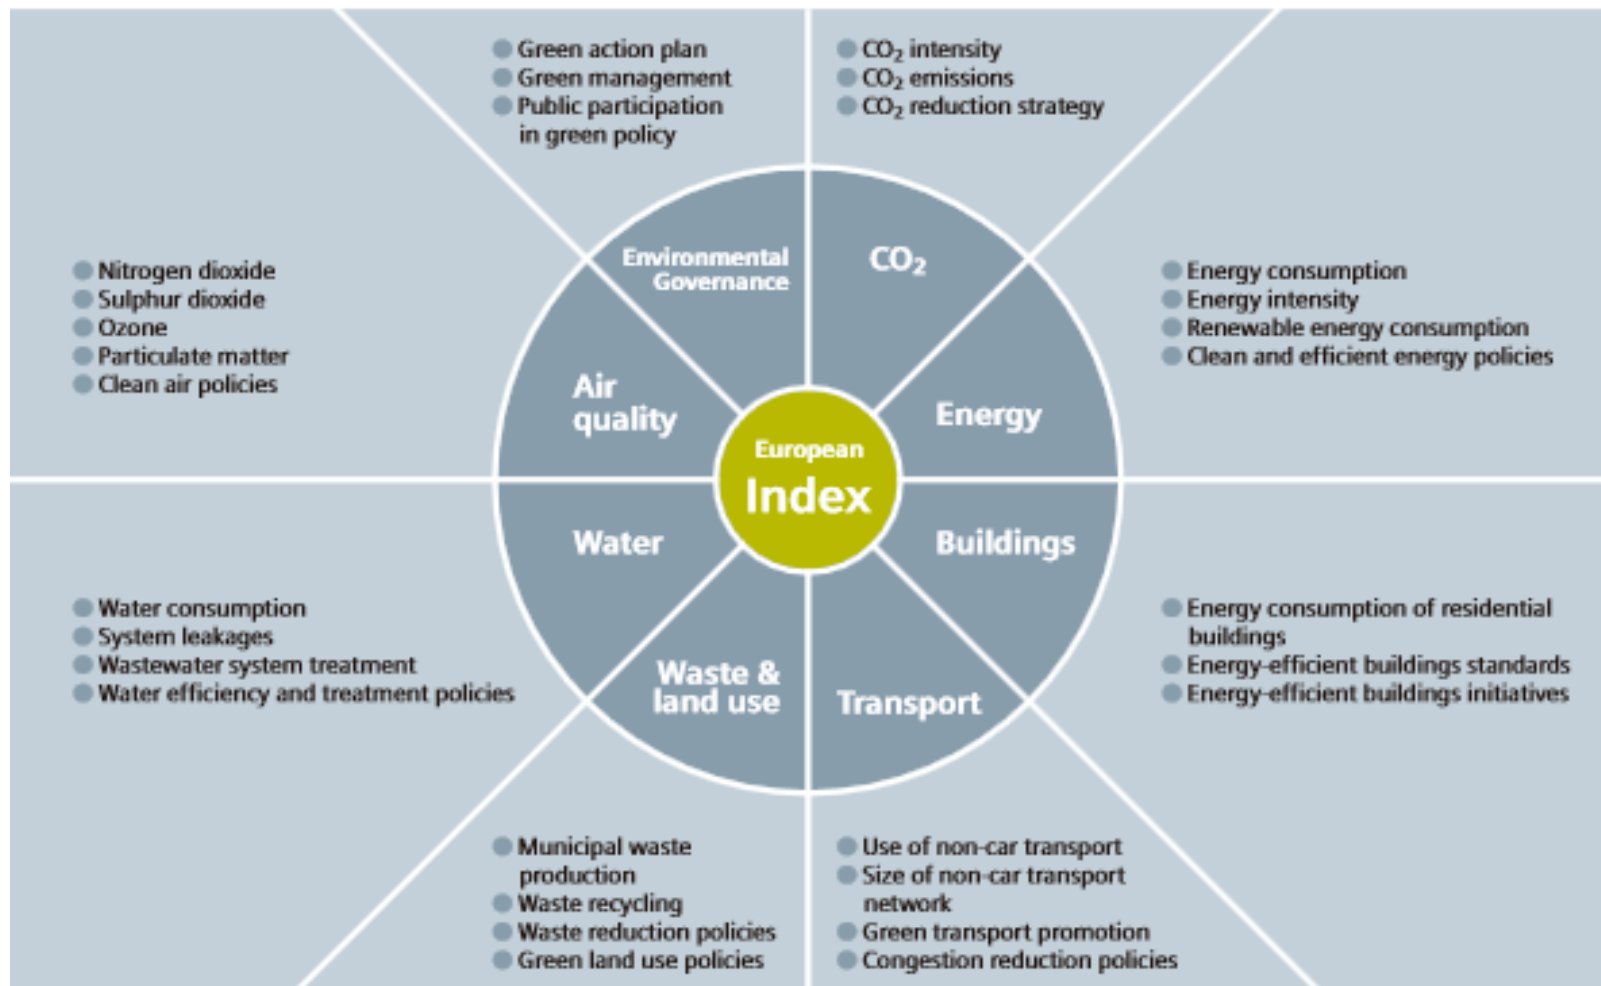 Green action plan
Green management
Public participation
in green policy
CO₂ intensity
CO₂ emissions
CO₂ reduction strategy
Environmental
Governance
CO₂
Nitrogen dioxide
Sulphur dioxide
Ozone
Particulate matter
Clean air policies
Energy consumption
Energy intensity
Renewable energy consumption
Clean and efficient energy policies
Air
quality
Energy
European
Index
Water
Buildings
Water consumption
System leakages
Wastewater system treatment
Water efficiency and treatment policies
Energy consumption of residential
buildings
Energy-efficient buildings standards
Energy-efficient buildings initiatives
Waste &
land use
Transport
Municipal waste
production
Waste recycling
Waste reduction policies
Green land use policies
Use of non-car transport
Size of non-car transport
network
Green transport promotion
Congestion reduction policies